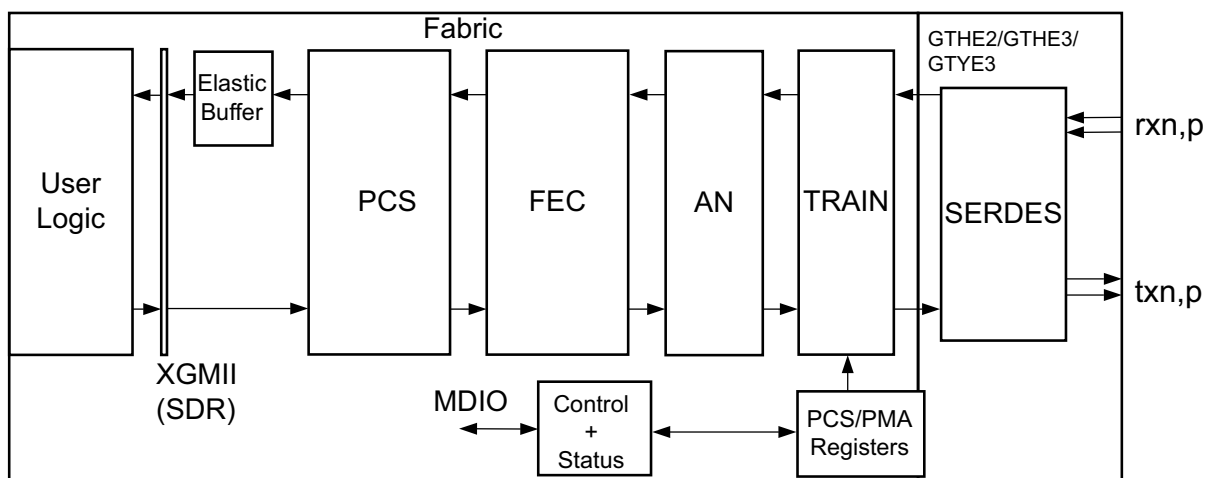 Fabric
GTHE2/GTHE3/
GTYE3
Elastic
Buffer
User
Logic
PCS
FEC
AN
TRAIN
SERDES
rxn,p
txn,p
XGMII
(SDR)
MDIO
Control
+
Status
PCS/PMA
Registers